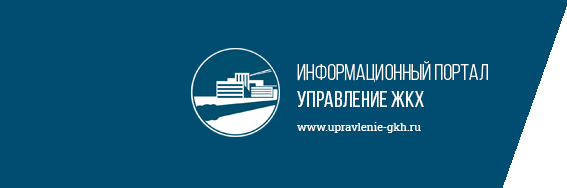 ИНФОРМАЦИОННЫЙ ПОРТАЛ
УПРАВЛЕНИЕ ЖКХ
www.upravlenie-gkh.ru